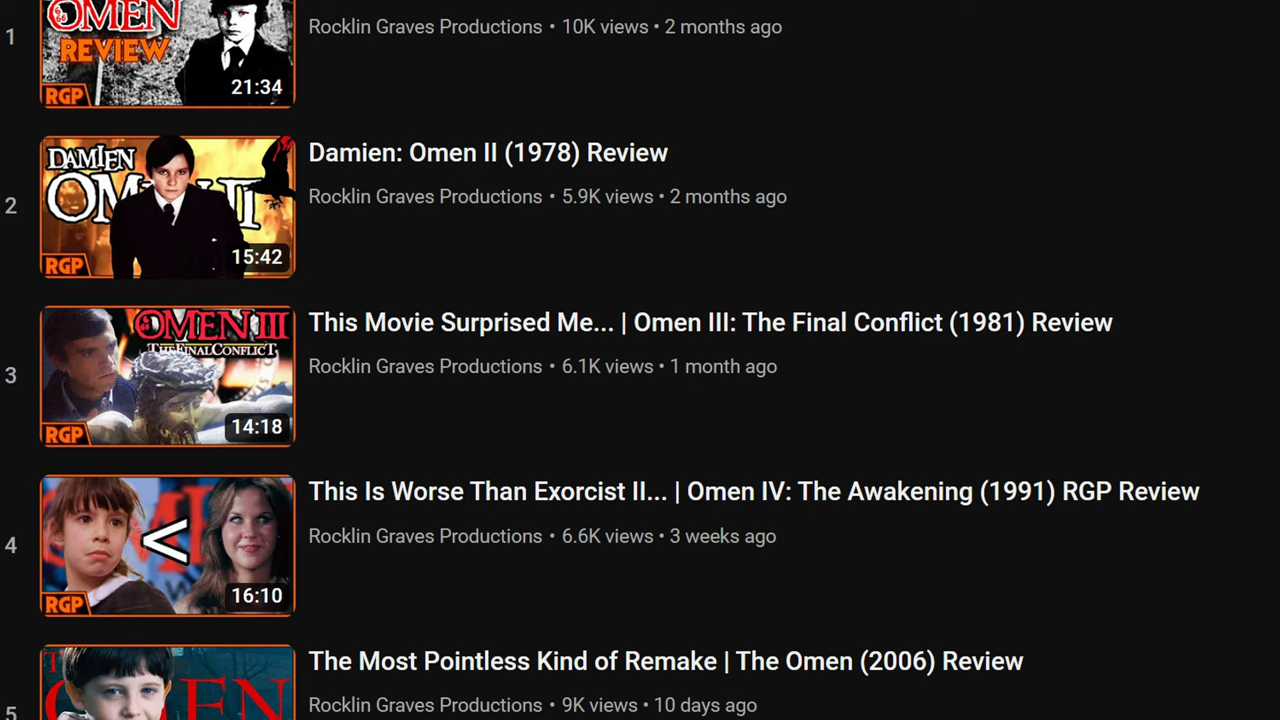 1
OMEN
REVIEW
RGP
21:34
Rocklin Graves Productions • 10K views • 2 months ago
2
DAMIEN
OMEN II
RGP
15:42
Damien: Omen II (1978) Review
Rocklin Graves Productions • 5.9K views • 2 months ago
3
OMEN III
THE FINAL CONFLICT
RGP
14:18
This Movie Surprised Me... | Omen III: The Final Conflict (1981) Review
Rocklin Graves Productions • 6.1K views • 1 month ago
4
<
RGP
16:10
This Is Worse Than Exorcist II... | Omen IV: The Awakening (1991) RGP Review
Rocklin Graves Productions • 6.6K views • 3 weeks ago
5
OMEN
The Most Pointless Kind of Remake | The Omen (2006) Review
Rocklin Graves Productions • 9K views • 10 days ago